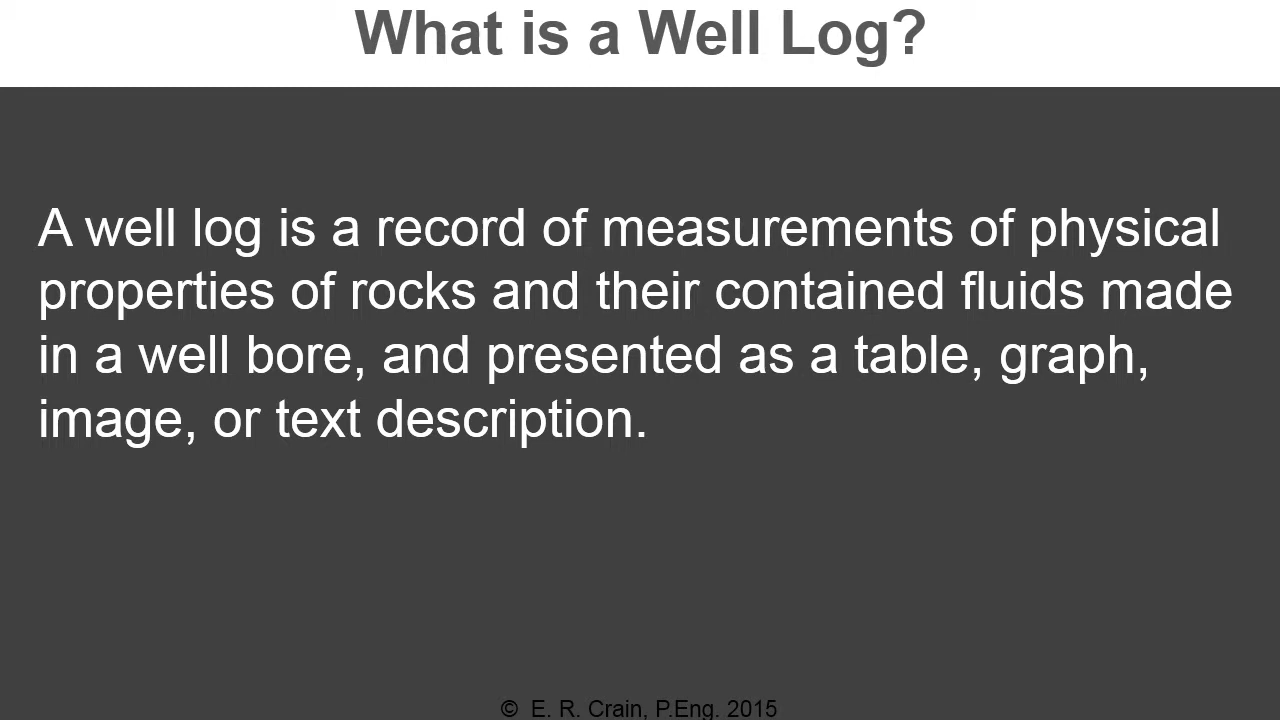 What is a Well Log?
A well log is a record of measurements of physical
properties of rocks and their contained fluids made
in a well bore, and presented as a table, graph,
image, or text description.
© E. R. Crain, P.Eng. 2015